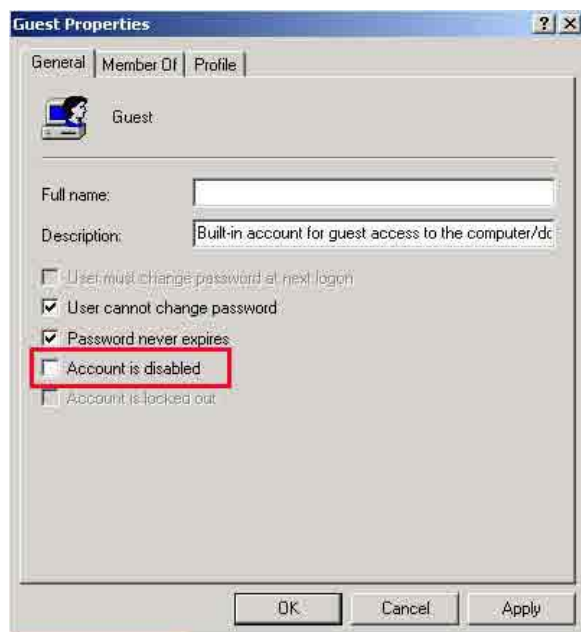 Guest Properties
General Member Of Profile
Guest
Full name:
Description: Built-in account for guest access to the computer/dc
User must change password at next logon
User cannot change password
Password never expires
Account is disabled
Account is locked out
OK Cancel Apply